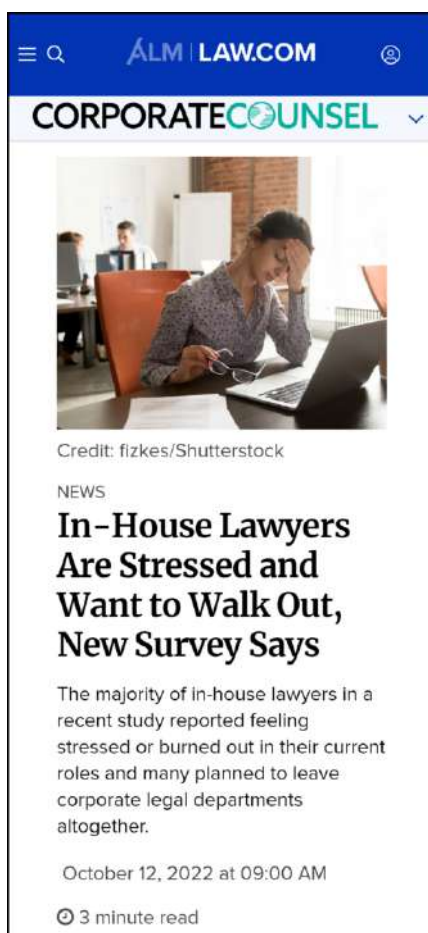 ALM | LAW.COM
CORPORATECOUNSEL
Credit: fizkes/Shutterstock
NEWS
In-House Lawyers
Are Stressed and
Want to Walk Out,
New Survey Says
The majority of in-house lawyers in a
recent study reported feeling
stressed or burned out in their current
roles and many planned to leave
corporate legal departments
altogether.
October 12, 2022 at 09:00 AM
3 minute read